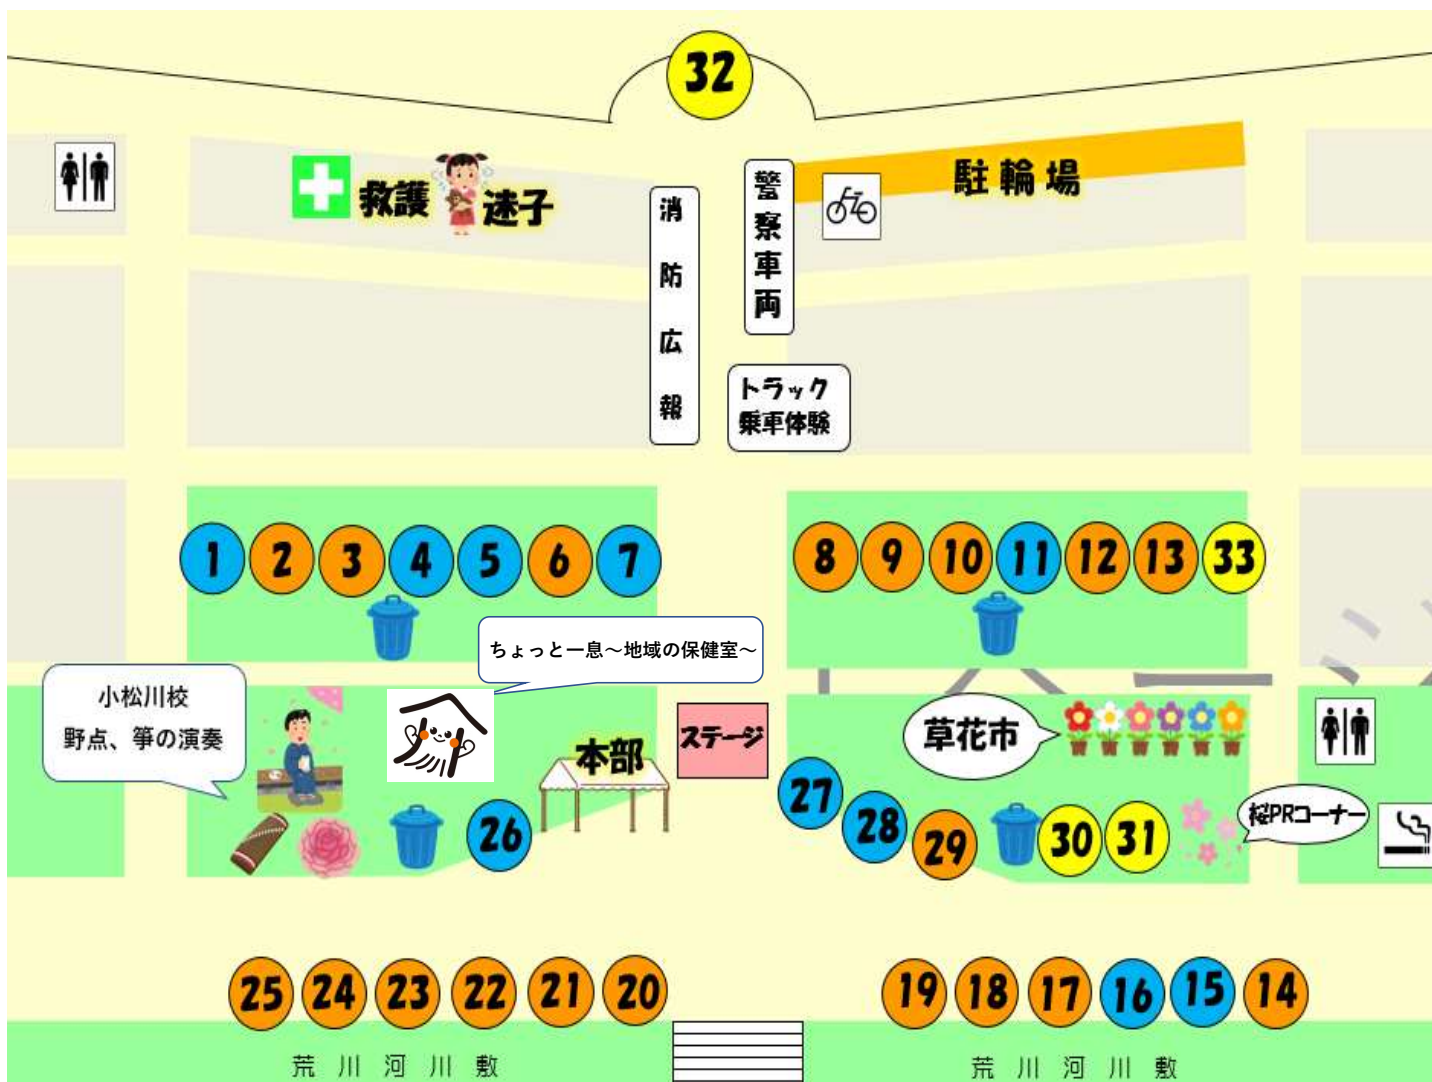 32
救護
迷子
消防広報
警察車両
駐輪場
トラック
乗車体験
1 2 3 4 5 6 7
8 9 10 11 12 13 33
ちょっと一息～地域の保健室～
小松川校
野点、箏の演奏
本部
ステージ
草花市
26
27
28
29
30 31
桜PRコーナー
25 24 23 22 21 20
19 18 17 16 15 14
荒川河川敷
荒川河川敷